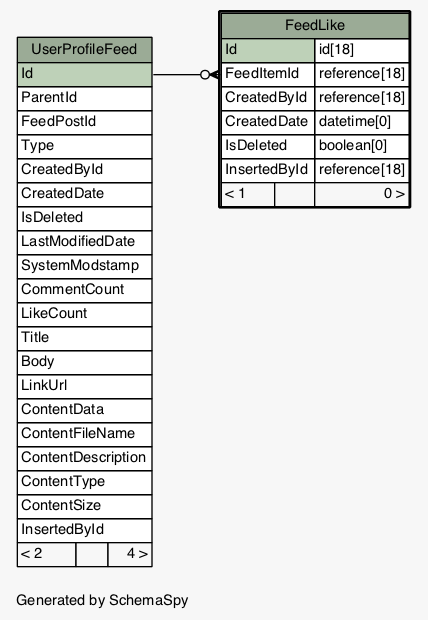 UserProfileFeed
Id
ParentId
FeedPostId
Type
CreatedById
CreatedDate
IsDeleted
LastModifiedDate
SystemModstamp
CommentCount
LikeCount
Title
Body
LinkUrl
ContentData
ContentFileName
ContentDescription
ContentType
ContentSize
InsertedById
< 2 4 >
FeedLike
Id id[18]
FeedItemId reference[18]
CreatedById reference[18]
CreatedDate datetime[0]
IsDeleted boolean[0]
InsertedById reference[18]
< 1 0 >
Generated by SchemaSpy